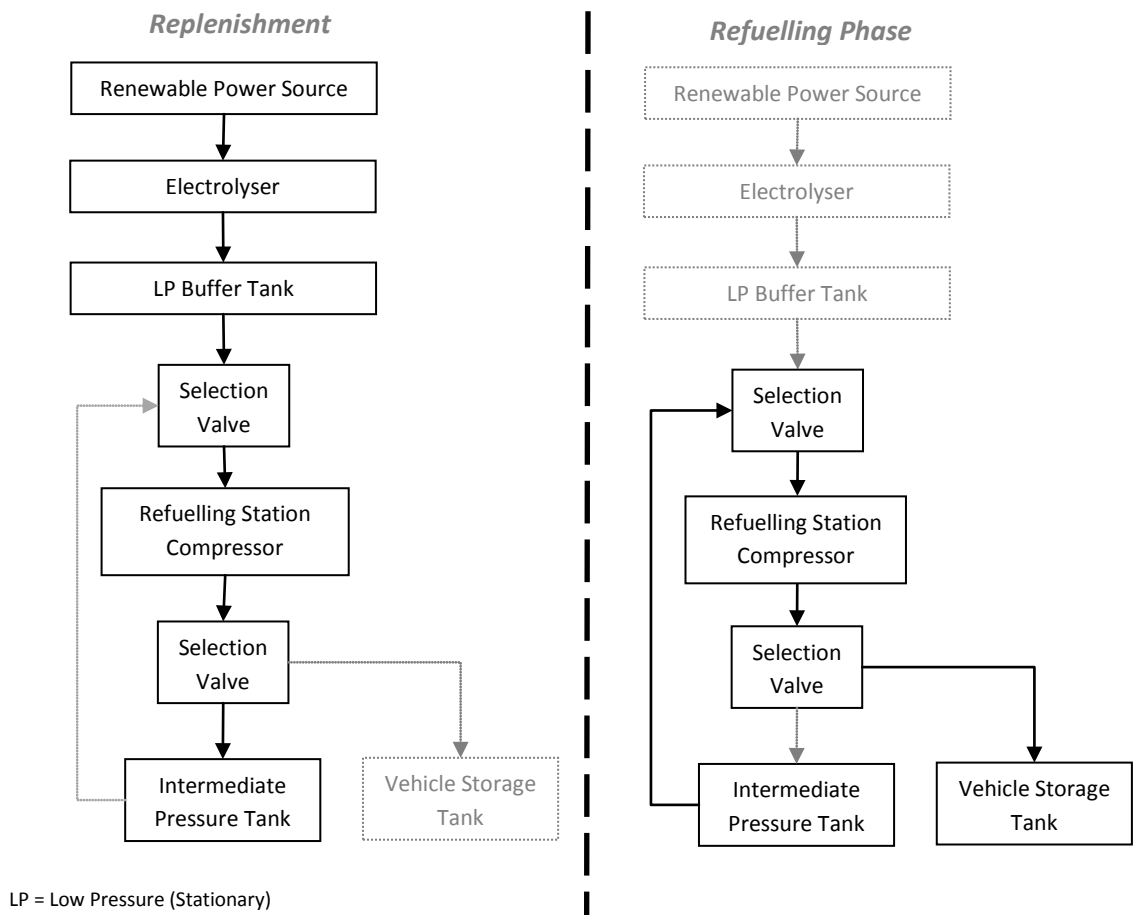 Replenishment
Renewable Power Source
Electrolyser
LP Buffer Tank
Selection
Valve
Refuelling Station
Compressor
Selection
Valve
Intermediate
Pressure Tank
Vehicle Storage
Tank
LP = Low Pressure (Stationary)
Refuelling Phase
Renewable Power Source
Electrolyser
LP Buffer Tank
Selection
Valve
Refuelling Station
Compressor
Selection
Valve
Intermediate
Pressure Tank
Vehicle Storage
Tank